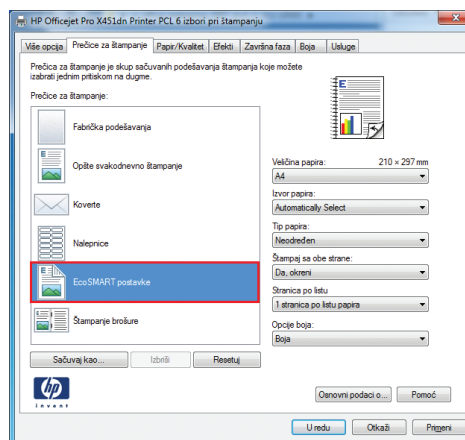 HP Officejet Pro X451dn Printer PCL 6 izbori pri štampanju
Više opcija
Prečice za štampanje
Papir/Kvalitet
Efekti
Završna faza
Boja
Usluge
Prečica za štampanje je skup sačuvanih podešavanja štampanja koje možete
izabrati jednim pritiskom na dugme.
Prečice za štampanje:
Fabrička podešavanja
Opšte svakodnevno štampanje
Koverte
Nalepnice
EcoSMART postavke
Štampanje brošure
Sačuvaj kao...
Izbriši
Resetuj
Veličina papira:
210 × 297 mm
A4
Izvor papira:
Automatically Select
Tip papira:
Neodređen
Štampaj sa obe strane:
Da, okreni
Stranica po listu
1 stranica po listu papira
Opcije boja:
Boja
hp
invent
Osnovni podaci o...
Pomoć
U redu
Otkaži
Primeni